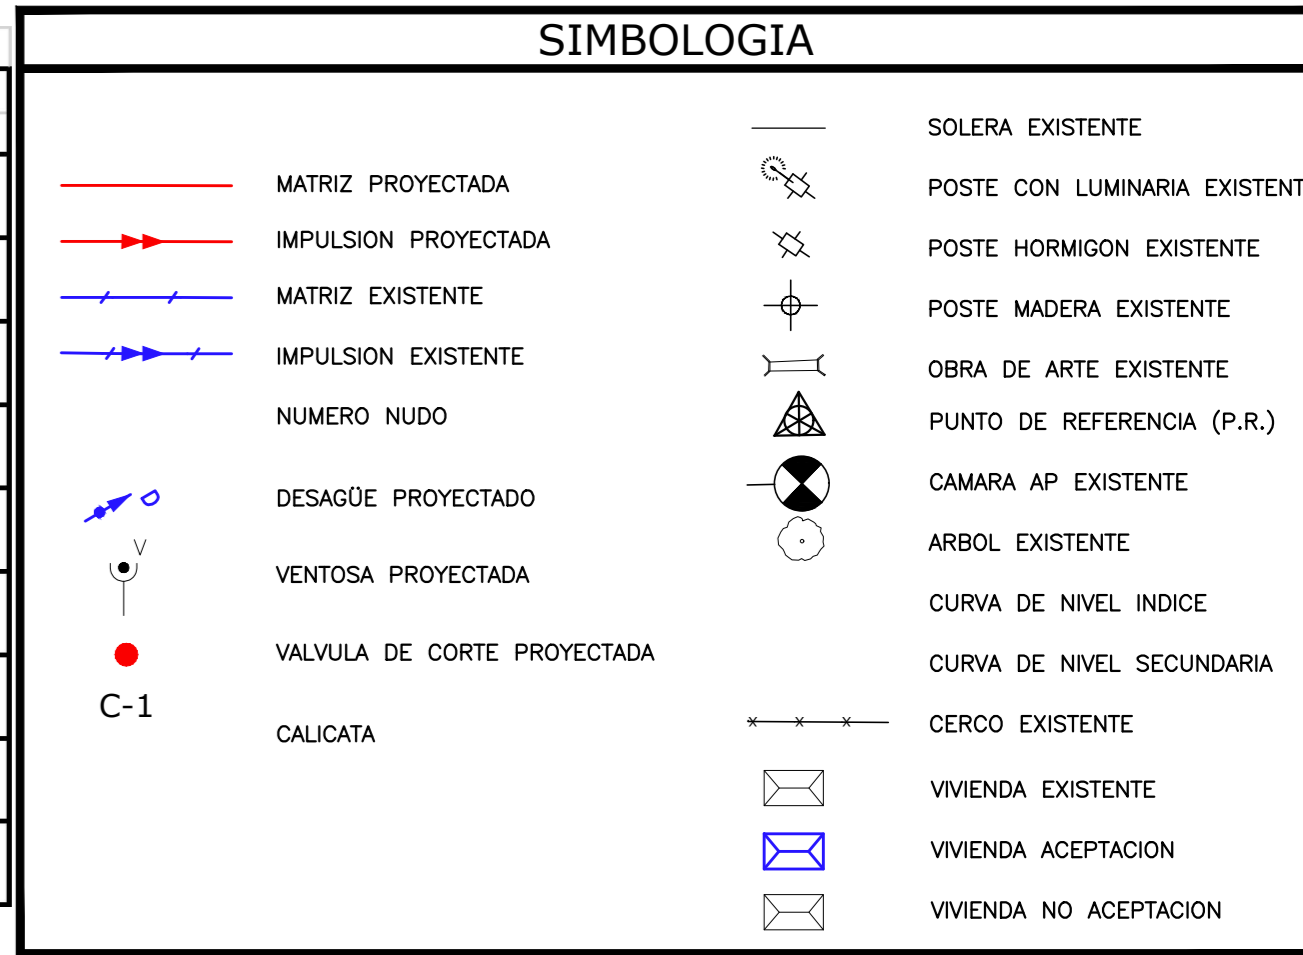 SIMBOLOGIA
MATRIZ PROYECTADA
IMPULSION PROYECTADA
MATRIZ EXISTENTE
IMPULSION EXISTENTE
NUMERO NUDO
DESAGÜE PROYECTADO
D
V
VENTOSA PROYECTADA
VALVULA DE CORTE PROYECTADA
C-1
CALICATA
SOLERA EXISTENTE
POSTE CON LUMINARIA EXISTENT
POSTE HORMIGON EXISTENTE
POSTE MADERA EXISTENTE
OBRA DE ARTE EXISTENTE
PUNTO DE REFERENCIA (P.R.)
CAMARA AP EXISTENTE
ARBOL EXISTENTE
CURVA DE NIVEL INDICE
CURVA DE NIVEL SECUNDARIA
CERCO EXISTENTE
VIVIENDA EXISTENTE
VIVIENDA ACEPTACION
VIVIENDA NO ACEPTACION